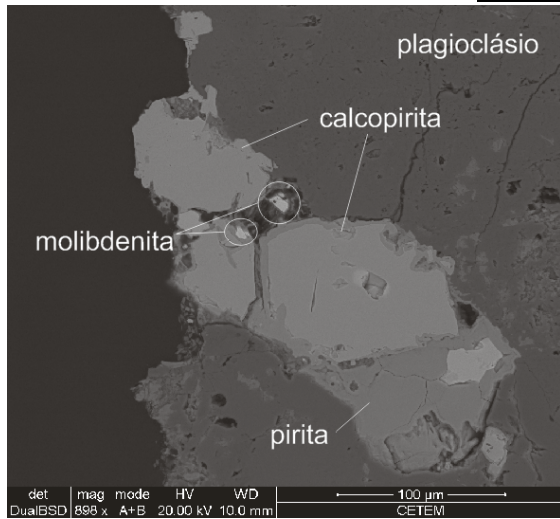 plagioclásio
calcopirita
molibdenita
pirita
det mag mode HV WD 100 µm
DualBSD 898 x A+B 20.00 kV 10.0 mm CETEM